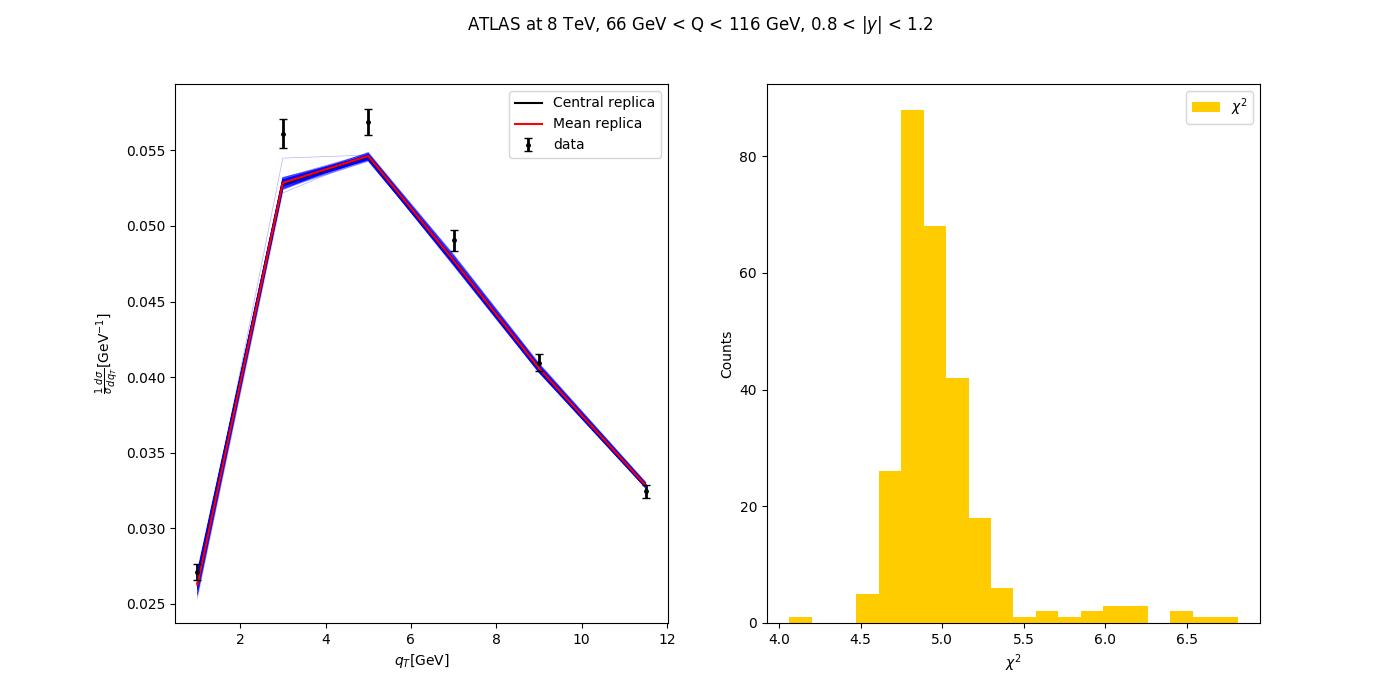 ATLAS at 8 TeV, 66 GeV < Q < 116 GeV, 0.8 < |y| < 1.2
Central replica
Mean replica
data
0.055
0.050
0.045
0.040
0.035
0.030
0.025
1/σ dσ/dq_T [GeV⁻¹]
2 4 6 8 10 12
q_T [GeV]
χ²
80
60
40
20
0
Counts
4.0 4.5 5.0 5.5 6.0 6.5
χ²